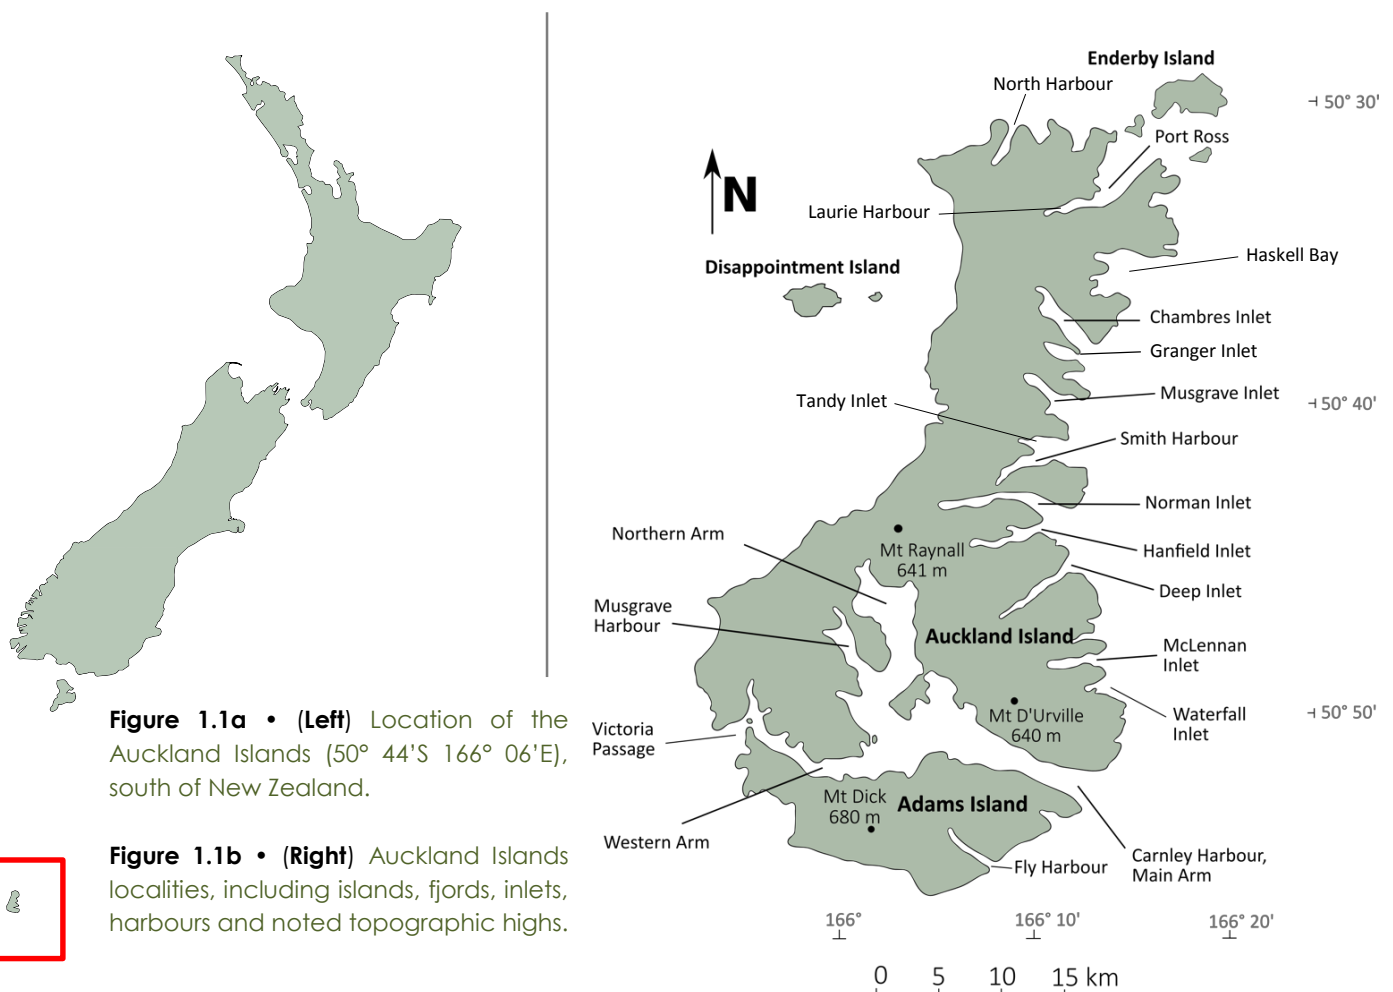 Enderby Island
North Harbour
50° 30'
Port Ross
N
Laurie Harbour
Haskell Bay
Disappointment Island
Chambres Inlet
Granger Inlet
Musgrave Inlet
Tandy Inlet
50° 40'
Smith Harbour
Norman Inlet
Northern Arm
Mt Raynall
641 m
Hanfield Inlet
Deep Inlet
Musgrave
Harbour
Auckland Island
McLennan
Inlet
Mt D'Urville
640 m
Waterfall
Inlet
50° 50'
Victoria
Passage
Mt Dick
680 m
Adams Island
Western Arm
Fly Harbour
Carnley Harbour,
Main Arm
166°
166° 10'
166° 20'
0 5 10 15 km
Figure 1.1a • (Left) Location of the
Auckland Islands (50° 44’S 166° 06’E),
south of New Zealand.
Figure 1.1b • (Right) Auckland Islands
localities, including islands, fjords, inlets,
harbours and noted topographic highs.